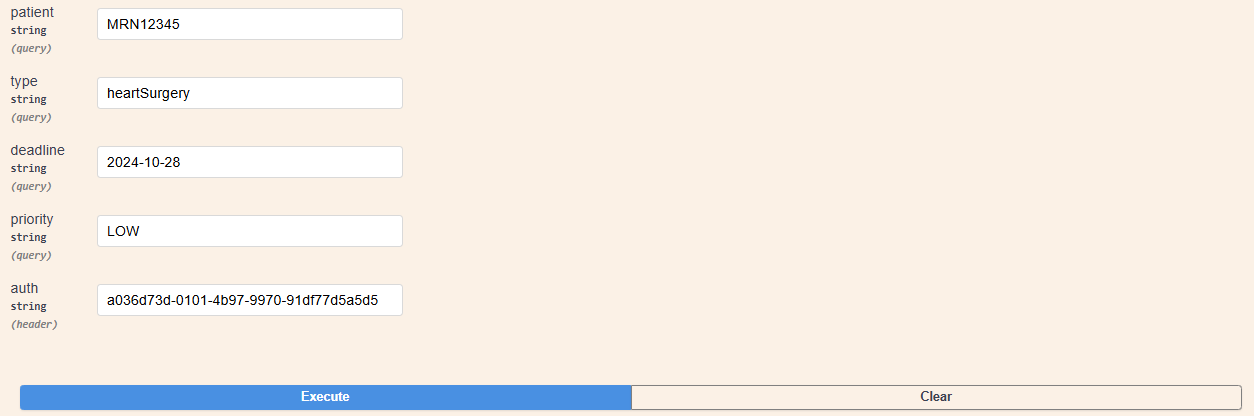 patient
string
(query)
MRN12345
type
string
(query)
heartSurgery
deadline
string
(query)
2024-10-28
priority
string
(query)
LOW
auth
string
(header)
a036d73d-0101-4b97-9970-91df77d5a5d5
Execute
Clear